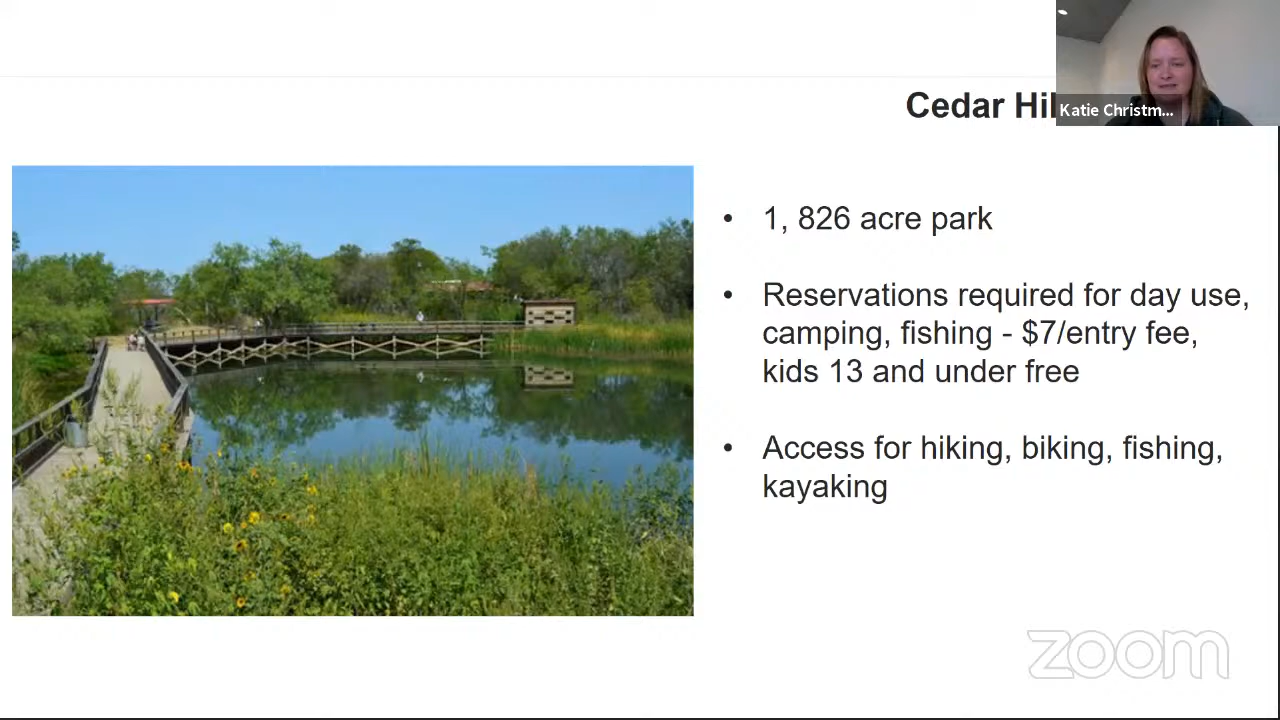 Cedar Hil
Katie Christm...
• 1, 826 acre park
• Reservations required for day use,
camping, fishing - $7/entry fee,
kids 13 and under free
• Access for hiking, biking, fishing,
kayaking
zoom